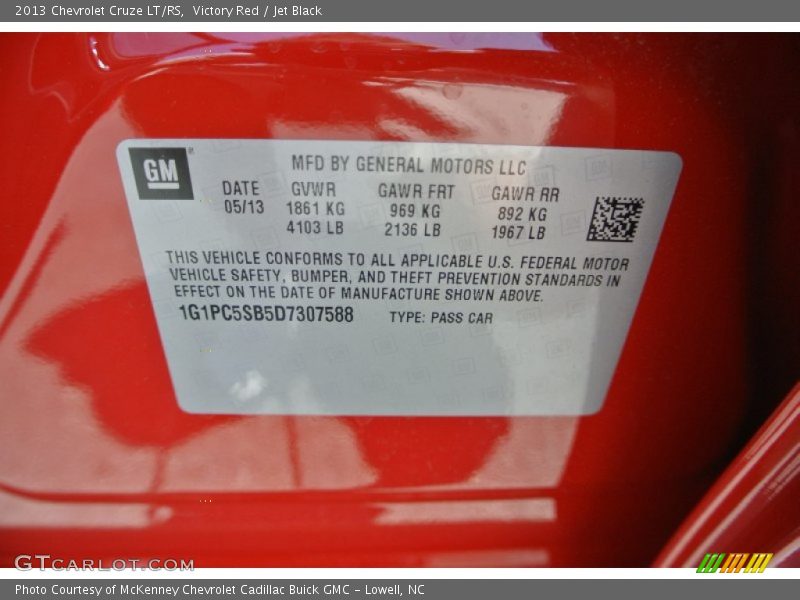 2013 Chevrolet Cruze LT/RS, Victory Red / Jet Black
GM
MFD BY GENERAL MOTORS LLC
DATE GVWR GAWR FRT GAWR RR
05/13 1861 KG 969 KG 892 KG
4103 LB 2136 LB 1967 LB
THIS VEHICLE CONFORMS TO ALL APPLICABLE U.S. FEDERAL MOTOR
VEHICLE SAFETY, BUMPER, AND THEFT PREVENTION STANDARDS IN
EFFECT ON THE DATE OF MANUFACTURE SHOWN ABOVE.
1G1PC5SB5D7307588 TYPE: PASS CAR
GTCARLOT.COM
Photo Courtesy of McKenney Chevrolet Cadillac Buick GMC - Lowell, NC